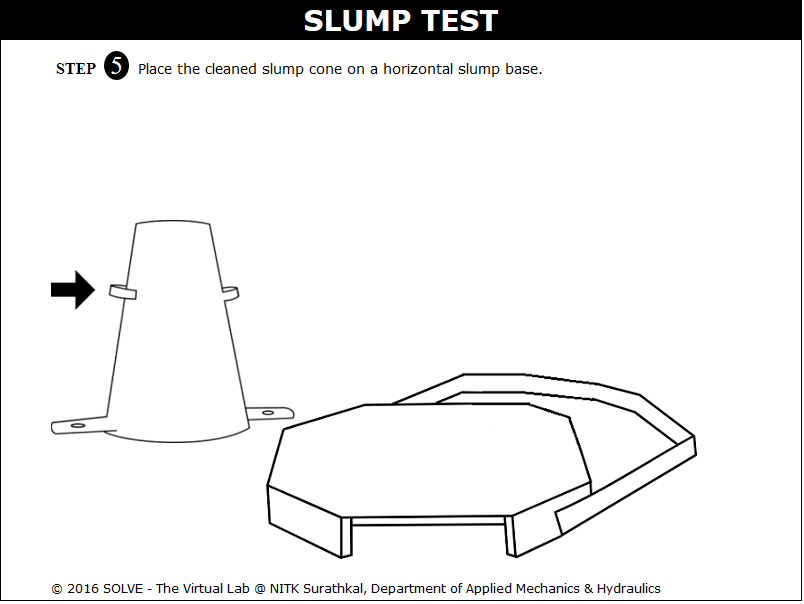 SLUMP TEST
STEP 5 Place the cleaned slump cone on a horizontal slump base.
© 2016 SOLVE - The Virtual Lab @ NITK Surathkal, Department of Applied Mechanics & Hydraulics